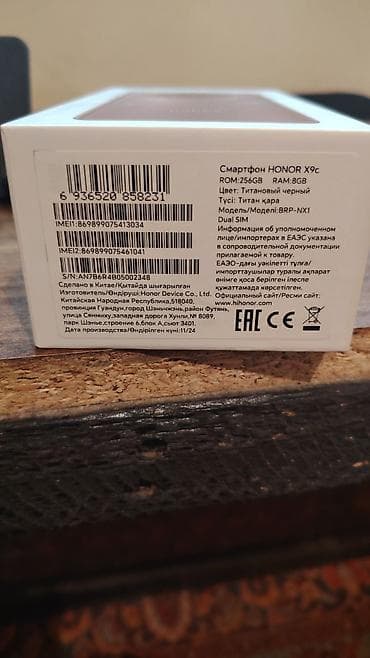 6 936520 858231
IMEI1:869899075413034
IMEI2:869899075461041
S/N:AN7B6R4B05002348
Сделано в Китае/Қытайда шығарылған
Изготовитель/Өндіруші:Honor Device Co., Ltd.
Китайская Народная Республика,518040,
провинция Гуандун,город Шэньчжэнь,район Футянь,
улица Сянмиху,западная дорога Хунли,№ 8089,
парк Шэнье,строение 6,блок А,сьют 3401.
Дата производства/Өндірілген күні:11/24
Смартфон HONOR X9c
ROM:256GB RAM:8GB
Цвет: Титановый черный
Түсі: Титан қара
Модель/Моделі:BRP-NX1
Dual SIM
Информация об уполномоченном
лице/импортерах в ЕАЭС указана
в сопроводительной документации
прилагаемой к товару.
ЕАЭО-дағы уәкілетті тұлға/
импорттаушылар туралы ақпарат
өнімге қоса берілген ілеспе
құжаттамада көрсетілген.
Официальный сайт/Ресми сайт:
www.hihonor.com
EAC CE